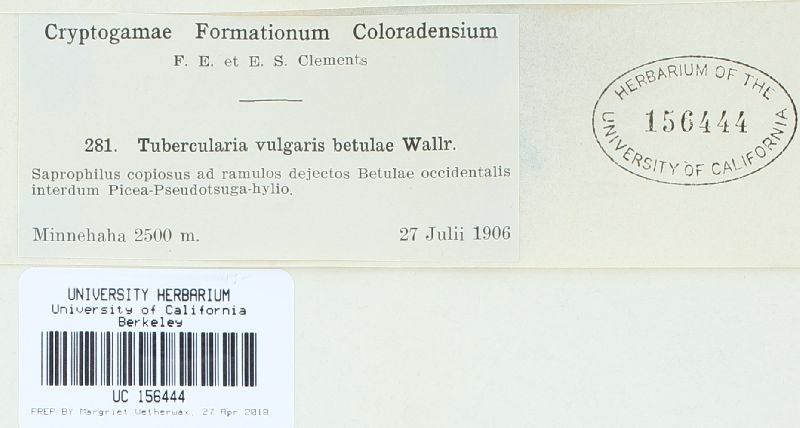 Cryptogamae Formationum Coloradensium
F. E. et E. S. Clements
281. Tubercularia vulgaris betulae Wallr.
Saprophilus copiosus ad ramulos dejectos Betulae occidentalis
interdum Picea-Pseudotsuga-hylio.
Minnehaha 2500 m. 27 Julii 1906
HERBARIUM OF THE
156444
UNIVERSITY OF CALIFORNIA
UNIVERSITY HERBARIUM
University of California
Berkeley
UC 156444
PREP BY Margriet Wetherwax, 27 Apr 2018